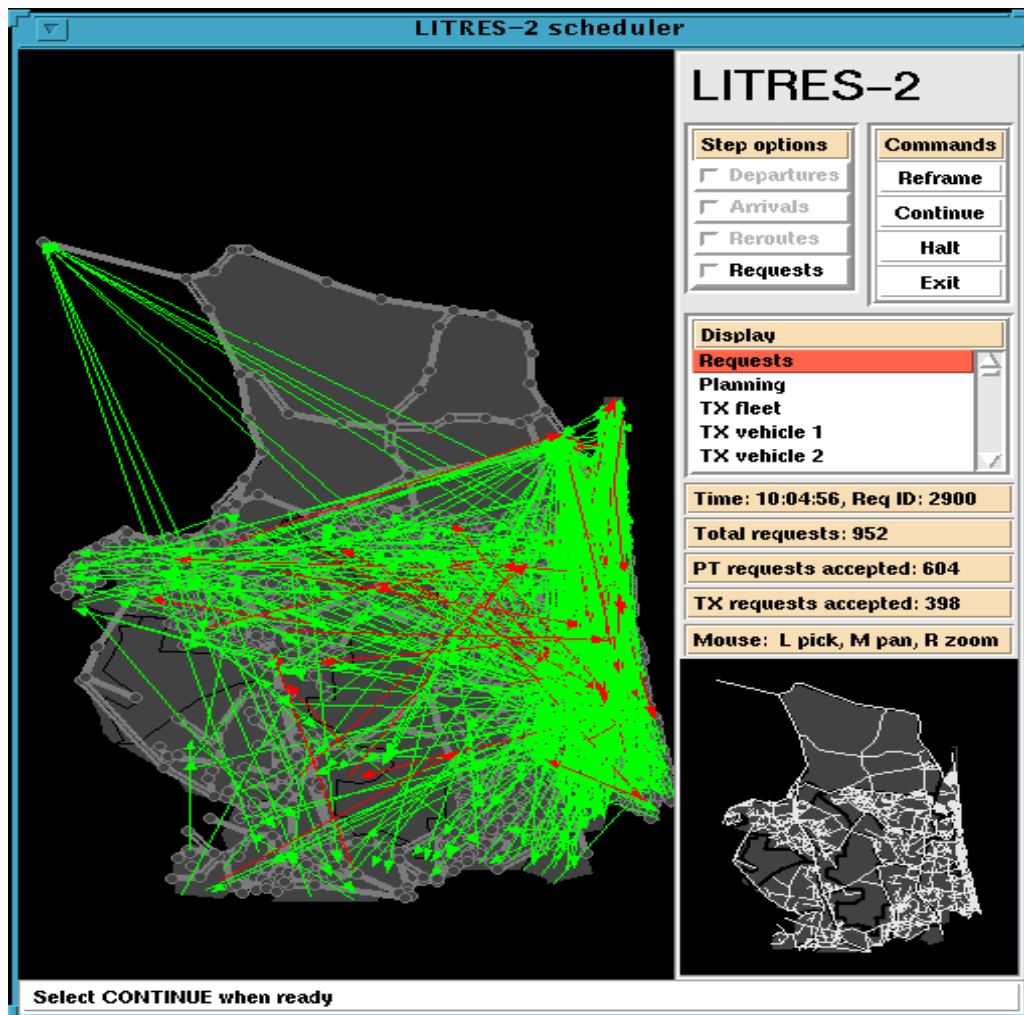 LITRES-2 scheduler
LITRES-2
Step options
Departures
Arrivals
Reroutes
Requests
Commands
Reframe
Continue
Halt
Exit
Display
Requests
Planning
TX fleet
TX vehicle 1
TX vehicle 2
Time: 10:04:56, Req ID: 2900
Total requests: 952
PT requests accepted: 604
TX requests accepted: 398
Mouse: L pick, M pan, R zoom
Select CONTINUE when ready